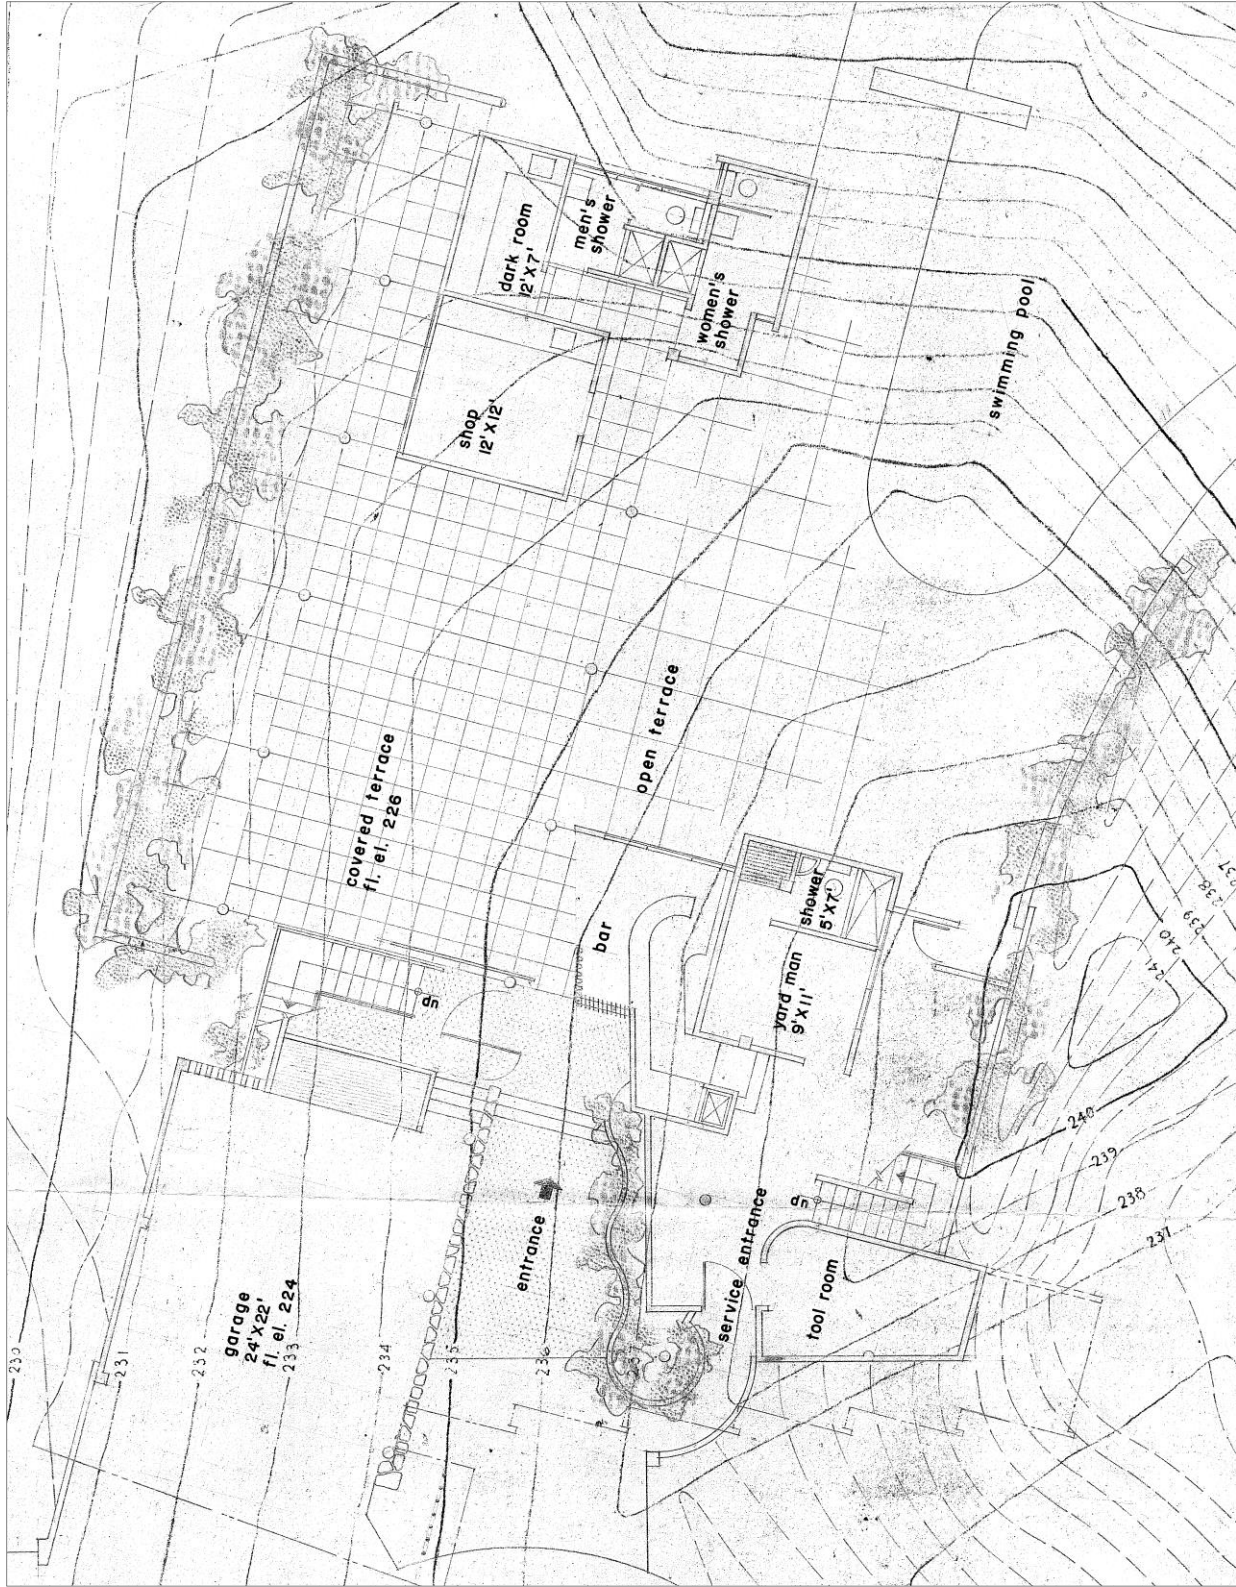 dark room
12'X7'
men's
shower
women's
shower
shop
12'X12'
swimming pool
covered terrace
fl. el. 226
open terrace
bar
shower
5'X7'
yard man
9'X11'
dn
entrance
service entrance
dn
tool room
garage
24'X22'
fl. el. 224
230
231
232
233
234
235
236
237
238
239
240
241
240
239
238
237